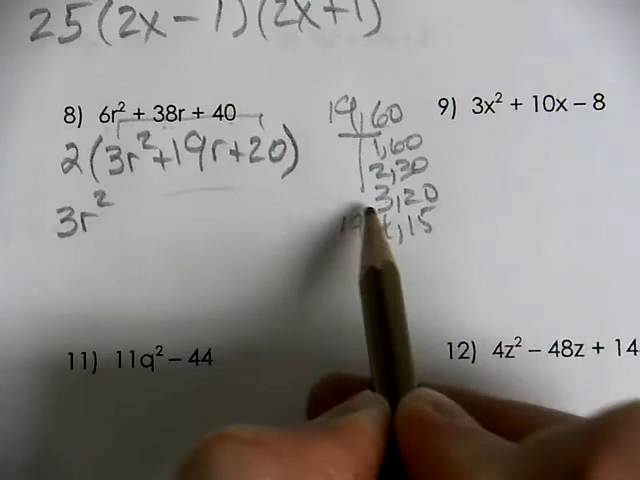 25(2x - 1)(2x+1)
8) 6r² + 38r + 40
2(3r²+19r+20)
3r²
19,60
1,60
2,30
3,20
4,15
9) 3x² + 10x – 8
11) 11q² – 44
12) 4z² – 48z + 14